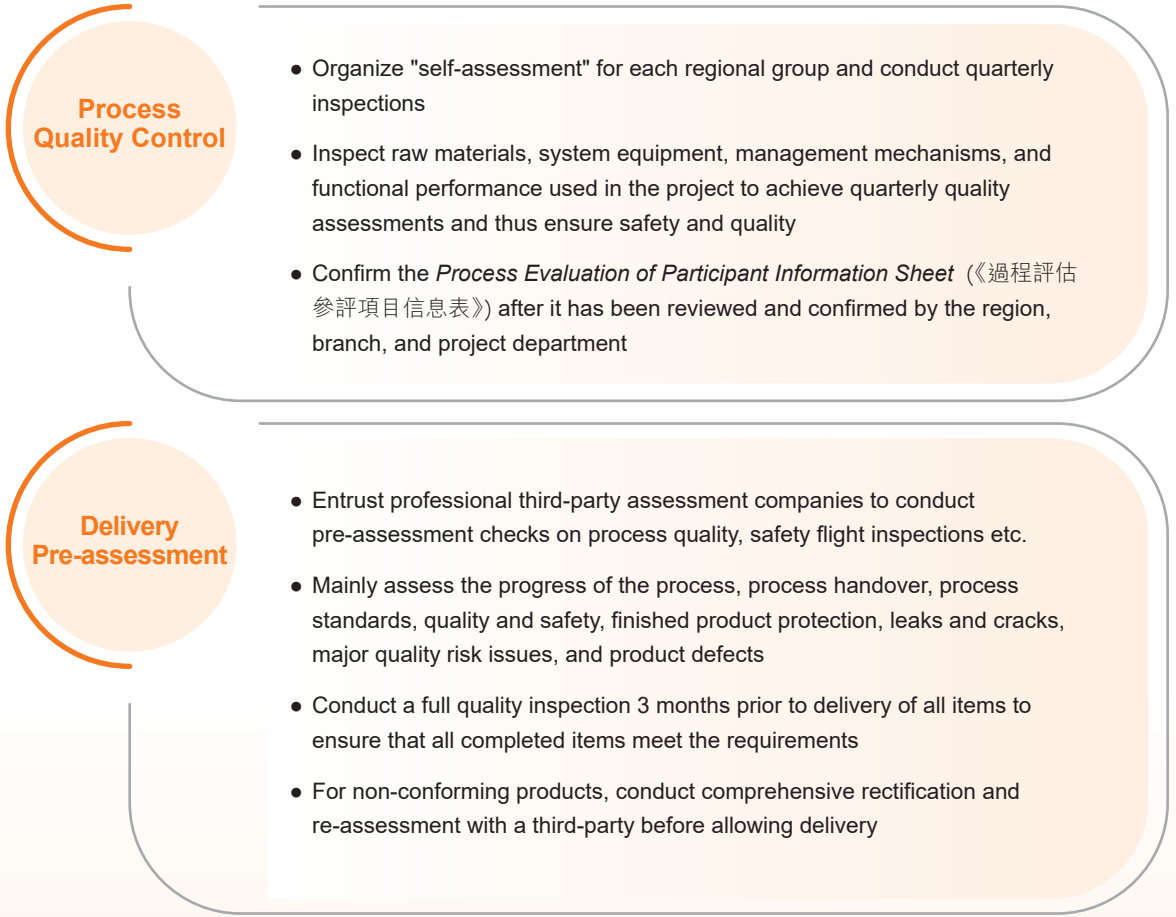 Process
Quality Control
● Organize "self-assessment" for each regional group and conduct quarterly
inspections
● Inspect raw materials, system equipment, management mechanisms, and
functional performance used in the project to achieve quarterly quality
assessments and thus ensure safety and quality
● Confirm the Process Evaluation of Participant Information Sheet (《過程評估
參評項目信息表》) after it has been reviewed and confirmed by the region,
branch, and project department
Delivery
Pre-assessment
● Entrust professional third-party assessment companies to conduct
pre-assessment checks on process quality, safety flight inspections etc.
● Mainly assess the progress of the process, process handover, process
standards, quality and safety, finished product protection, leaks and cracks,
major quality risk issues, and product defects
● Conduct a full quality inspection 3 months prior to delivery of all items to
ensure that all completed items meet the requirements
● For non-conforming products, conduct comprehensive rectification and
re-assessment with a third-party before allowing delivery